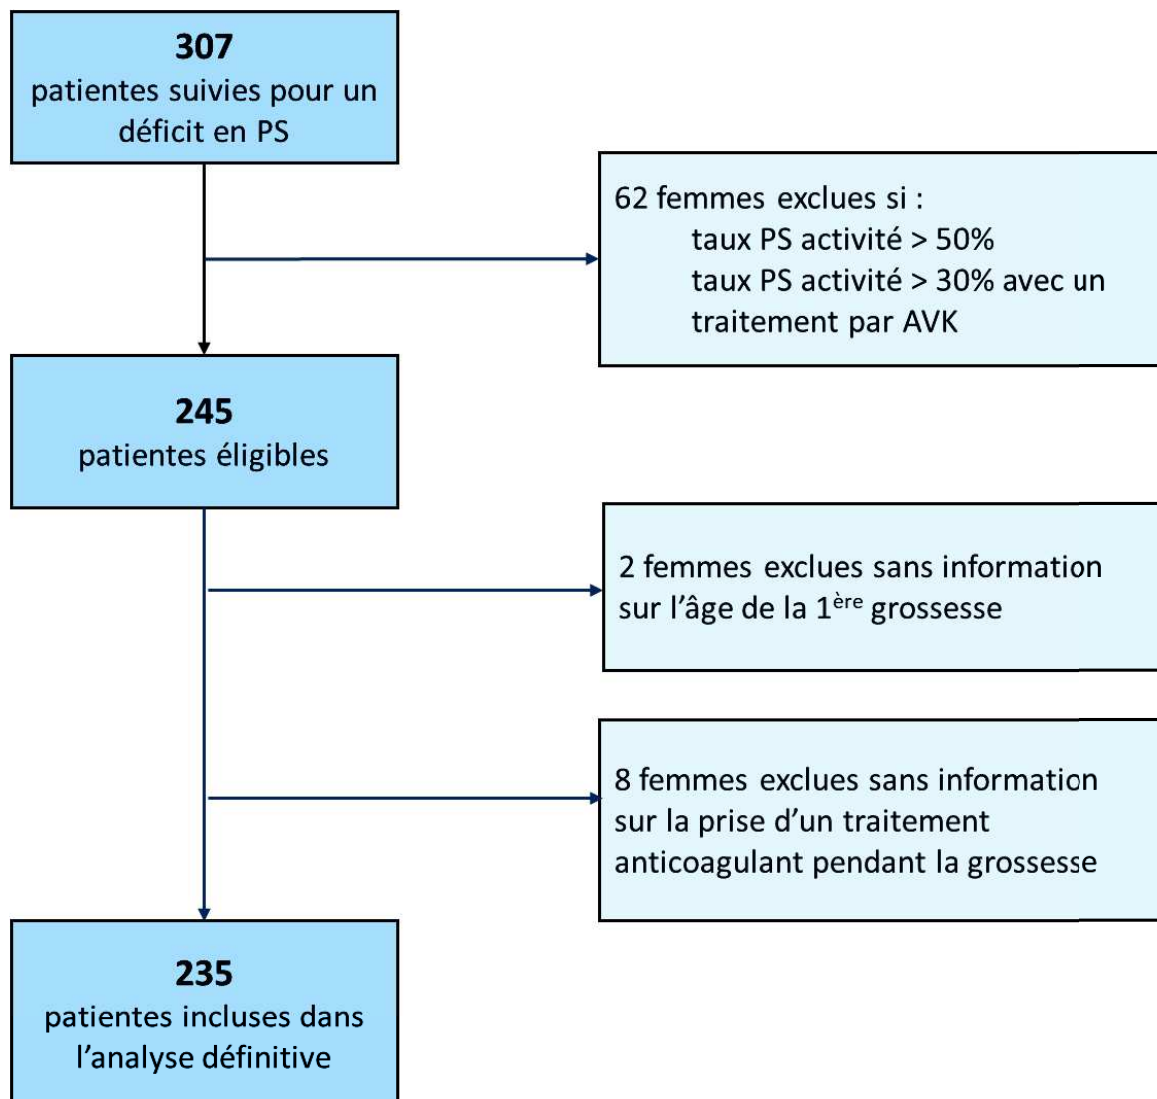 307
patientes suivies pour un
déficit en PS
62 femmes exclues si :
taux PS activité > 50%
taux PS activité > 30% avec un
traitement par AVK
245
patientes éligibles
2 femmes exclues sans information
sur l’âge de la 1ère grossesse
8 femmes exclues sans information
sur la prise d’un traitement
anticoagulant pendant la grossesse
235
patientes incluses dans
l’analyse définitive